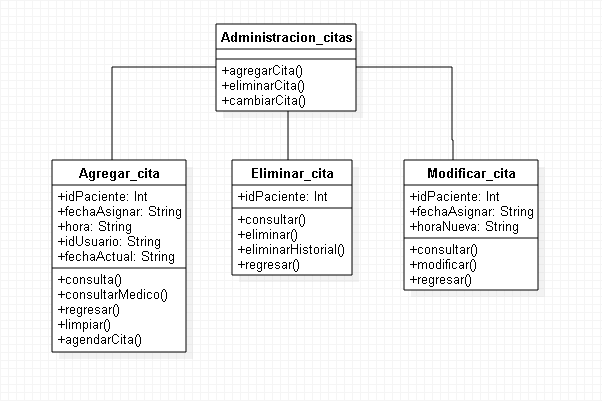 Administracion_citas
+agregarCita()
+eliminarCita()
+cambiarCita()
Agregar_cita
+idPaciente: Int
+fechaAsignar: String
+hora: String
+idUsuario: String
+fechaActual: String
+consulta()
+consultarMedico()
+regresar()
+limpiar()
+agendarCita()
Eliminar_cita
+idPaciente: Int
+consultar()
+eliminar()
+eliminarHistorial()
+regresar()
Modificar_cita
+idPaciente: Int
+fechaAsignar: String
+horaNueva: String
+consultar()
+modificar()
+regresar()